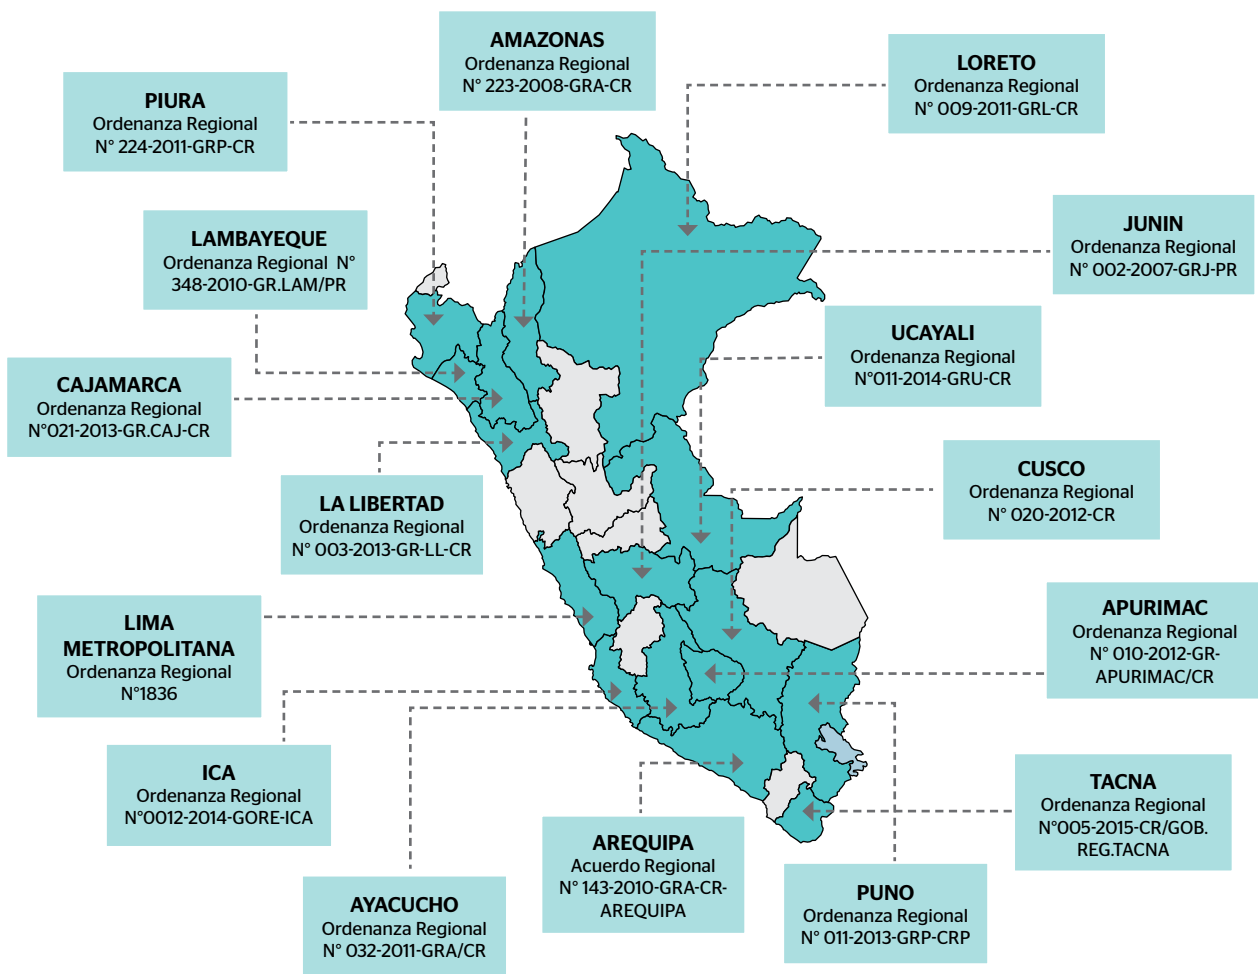 AMAZONAS
Ordenanza Regional
N° 223-2008-GRA-CR
LORETO
Ordenanza Regional
N° 009-2011-GRL-CR
PIURA
Ordenanza Regional
N° 224-2011-GRP-CR
LAMBAYEQUE
Ordenanza Regional N°
348-2010-GR.LAM/PR
JUNIN
Ordenanza Regional
N° 002-2007-GRJ-PR
UCAYALI
Ordenanza Regional
N°011-2014-GRU-CR
CAJAMARCA
Ordenanza Regional
N°021-2013-GR.CAJ-CR
CUSCO
Ordenanza Regional
N° 020-2012-CR
LA LIBERTAD
Ordenanza Regional
N° 003-2013-GR-LL-CR
LIMA
METROPOLITANA
Ordenanza Regional
N°1836
APURIMAC
Ordenanza Regional
N° 010-2012-GR-
APURIMAC/CR
ICA
Ordenanza Regional
N°0012-2014-GORE-ICA
TACNA
Ordenanza Regional
N°005-2015-CR/GOB.
REG.TACNA
AREQUIPA
Acuerdo Regional
N° 143-2010-GRA-CR-
AREQUIPA
AYACUCHO
Ordenanza Regional
N° 032-2011-GRA/CR
PUNO
Ordenanza Regional
N° 011-2013-GRP-CRP